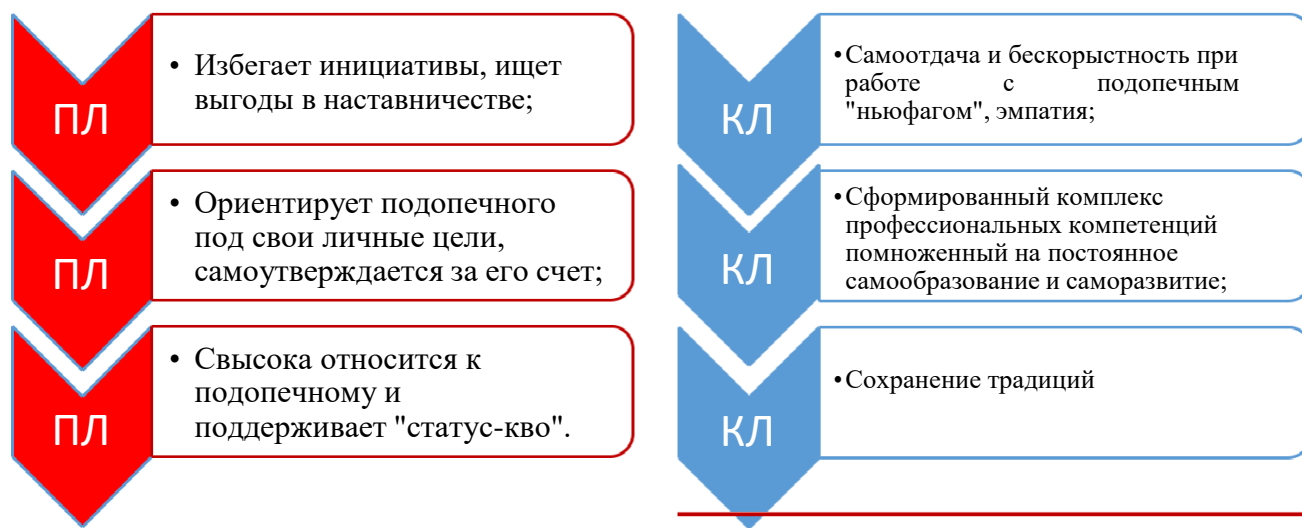 ПЛ
• Избегает инициативы, ищет
выгоды в наставничестве;
ПЛ
• Ориентирует подопечного
под свои личные цели,
самоутверждается за его счет;
ПЛ
• Свысока относится к
подопечному и
поддерживает "статус-кво".
КЛ
•Самоотдача и бескорыстность при
работе с подопечным
"ньюфагом", эмпатия;
КЛ
•Сформированный комплекс
профессиональных компетенций
помноженный на постоянное
самообразование и саморазвитие;
КЛ
•Сохранение традиций